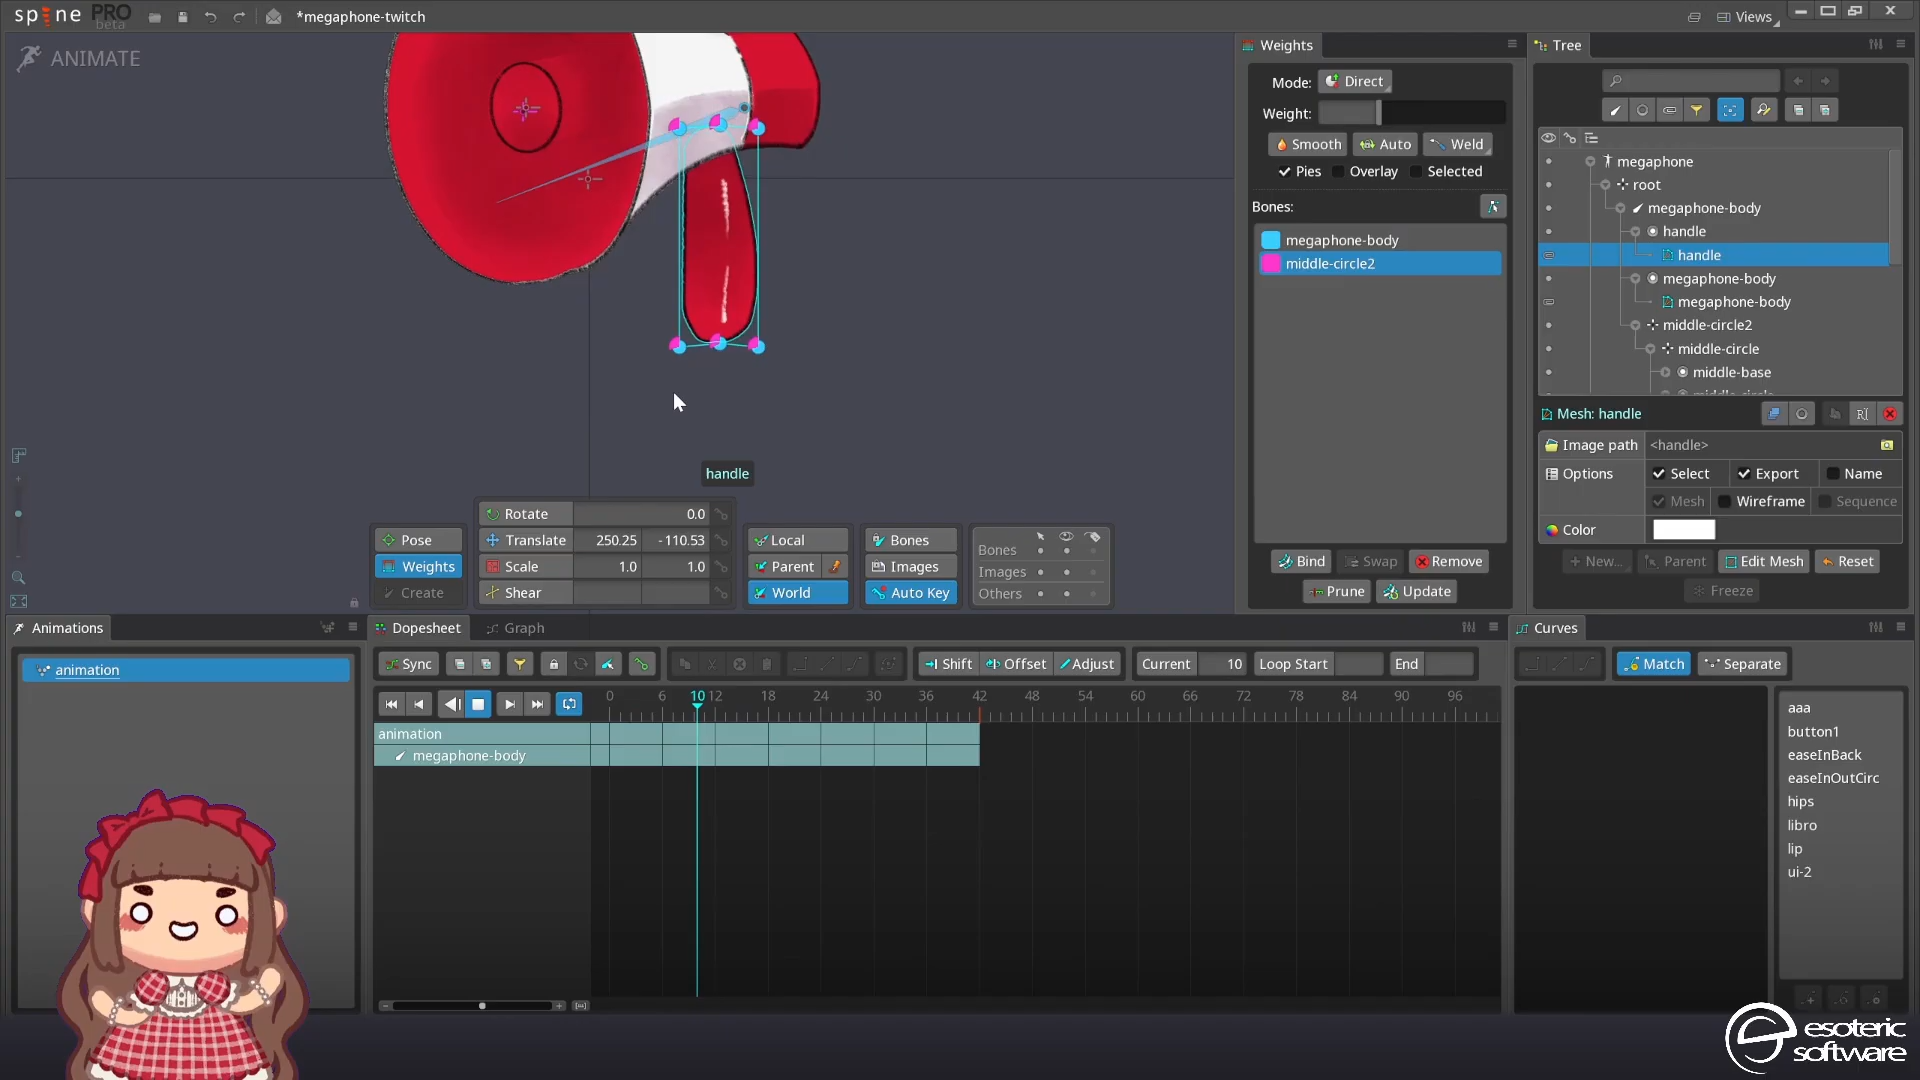 spine PRO beta
*megaphone-twitch
Views
ANIMATE
handle
Pose
Weights
Create
Rotate 0.0
Translate 250.25 -110.53
Scale 1.0 1.0
Shear
Local
Parent
World
Bones
Images
Auto Key
Bones
Images
Others
Weights
Mode: Direct
Weight:
Smooth Auto Weld
Pies Overlay Selected
Bones:
megaphone-body
middle-circle2
Bind Swap Remove
Prune Update
Tree
megaphone
root
megaphone-body
handle
handle
megaphone-body
megaphone-body
middle-circle2
middle-circle
middle-base
Mesh: handle
Image path <handle>
Options Select Export Name
Mesh Wireframe Sequence
Color
New... Parent Edit Mesh Reset
Freeze
Animations
animation
Dopesheet Graph
Sync Shift Offset Adjust Current 10 Loop Start End
0 6 10 12 18 24 30 36 42 48 54 60 66 72 78 84 90 96
animation
megaphone-body
Curves
Match Separate
aaa
button1
easeInBack
easeInOutCirc
hips
libro
lip
ui-2
esoteric
software